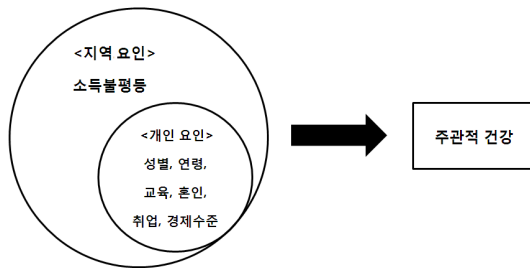 <지역 요인>
소득불평등
<개인 요인>
성별, 연령,
교육, 혼인,
취업, 경제수준
주관적 건강